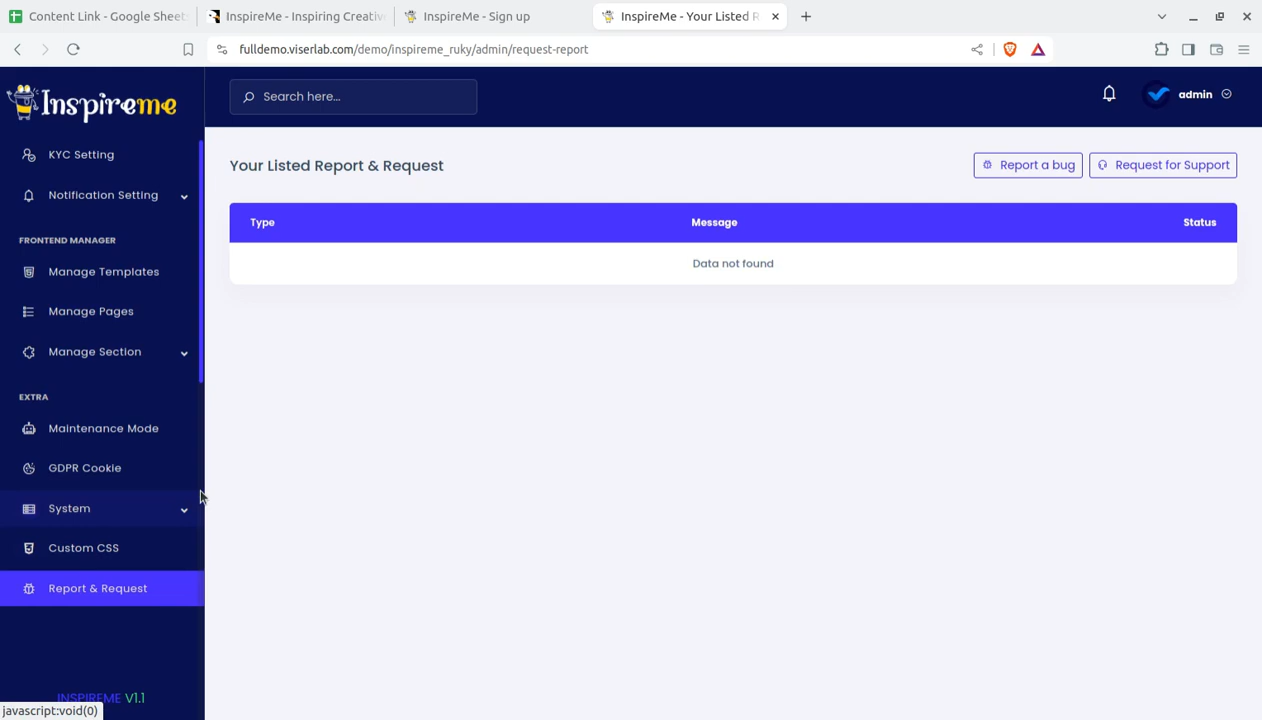 Content Link - Google Sheet
InspireMe - Inspiring Creativ
InspireMe - Sign up
InspireMe - Your Listed R
fulldemo.viserlab.com/demo/inspireme_ruky/admin/request-report
Inspireme
Search here...
admin
KYC Setting
Notification Setting
FRONTEND MANAGER
Manage Templates
Manage Pages
Manage Section
EXTRA
Maintenance Mode
GDPR Cookie
System
Custom CSS
Report & Request
INSPIREME V1.1
javascript:void(0)
Your Listed Report & Request
Report a bug
Request for Support
Type Message Status
Data not found